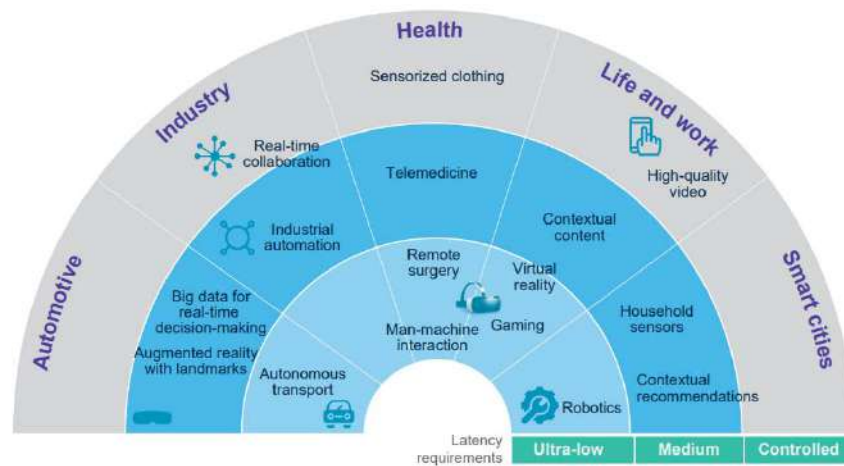 Health
Sensorized clothing
Industry
Life and work
Real-time
collaboration
High-quality
video
Telemedicine
Industrial
automation
Contextual
content
Automotive
Smart cities
Remote
surgery
Virtual
reality
Big data for
real-time
decision-making
Household
sensors
Gaming
Man-machine
interaction
Augmented reality
with landmarks
Autonomous
transport
Contextual
recommendations
Robotics
Latency
requirements
Ultra-low
Medium
Controlled